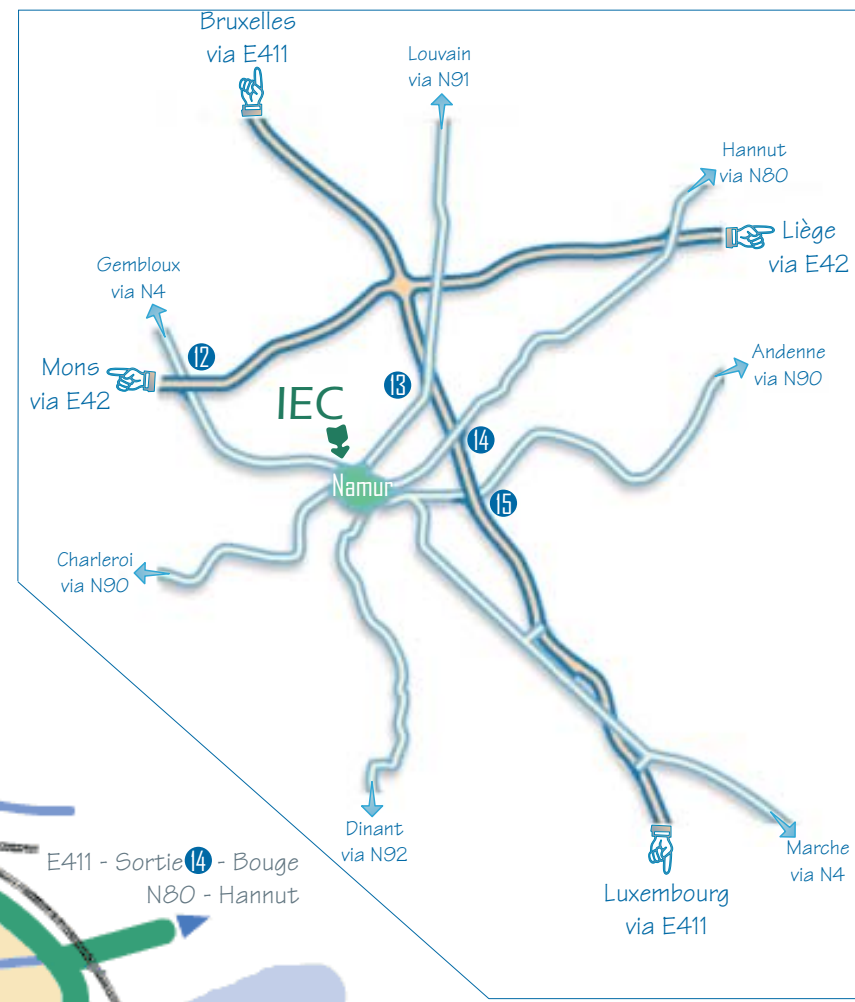 Bruxelles
via E411
Louvain
via N91
Hannut
via N80
Liège
via E42
Gembloux
via N4
12
Mons
via E42
13
Andenne
via N90
IEC
14
Namur
15
Charleroi
via N90
Dinant
via N92
Marche
via N4
E411 - Sortie 14 - Bouge
N80 - Hannut
Luxembourg
via E411